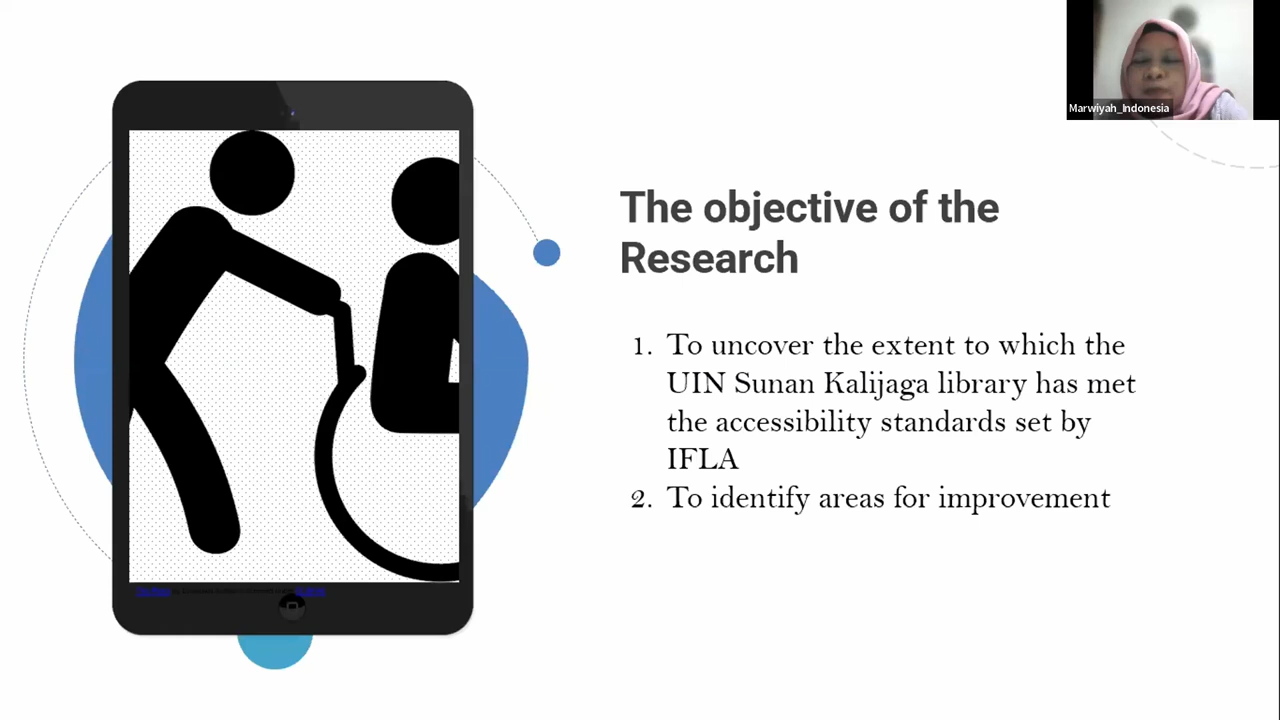 Marwiyah_Indonesia
The objective of the
Research
1. To uncover the extent to which the
UIN Sunan Kalijaga library has met
the accessibility standards set by
IFLA
2. To identify areas for improvement